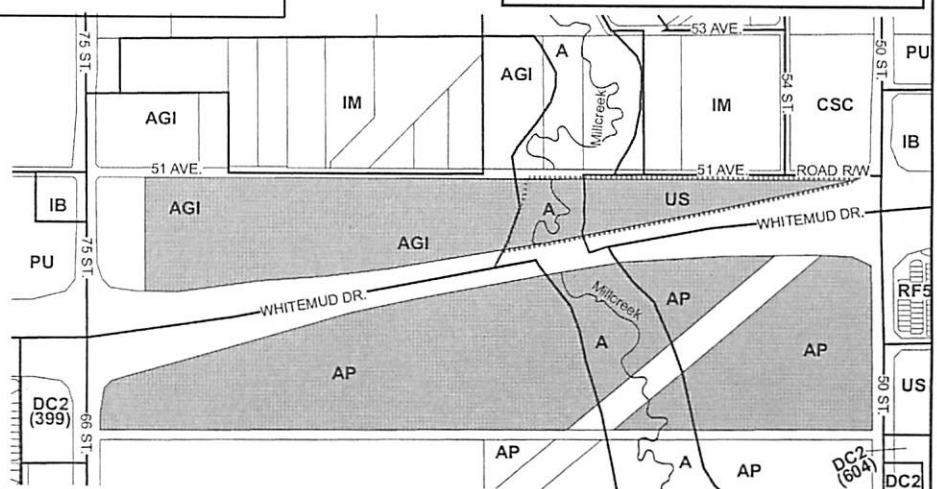 53 AVE.
75 ST.
A
50 ST.
PU
AGI
IM
Millcreek
IM
54 ST.
CSC
AGI
IB
51 AVE.
51 AVE.
ROAD R/W
IB
AGI
A
US
AGI
WHITEMUD DR.
75 ST.
PU
WHITEMUD DR.
Millcreek
AP
RF5
A
AP
AP
DC2
(399)
US
66 ST.
50 ST.
AP
A
AP
DC2
(604)
DC2